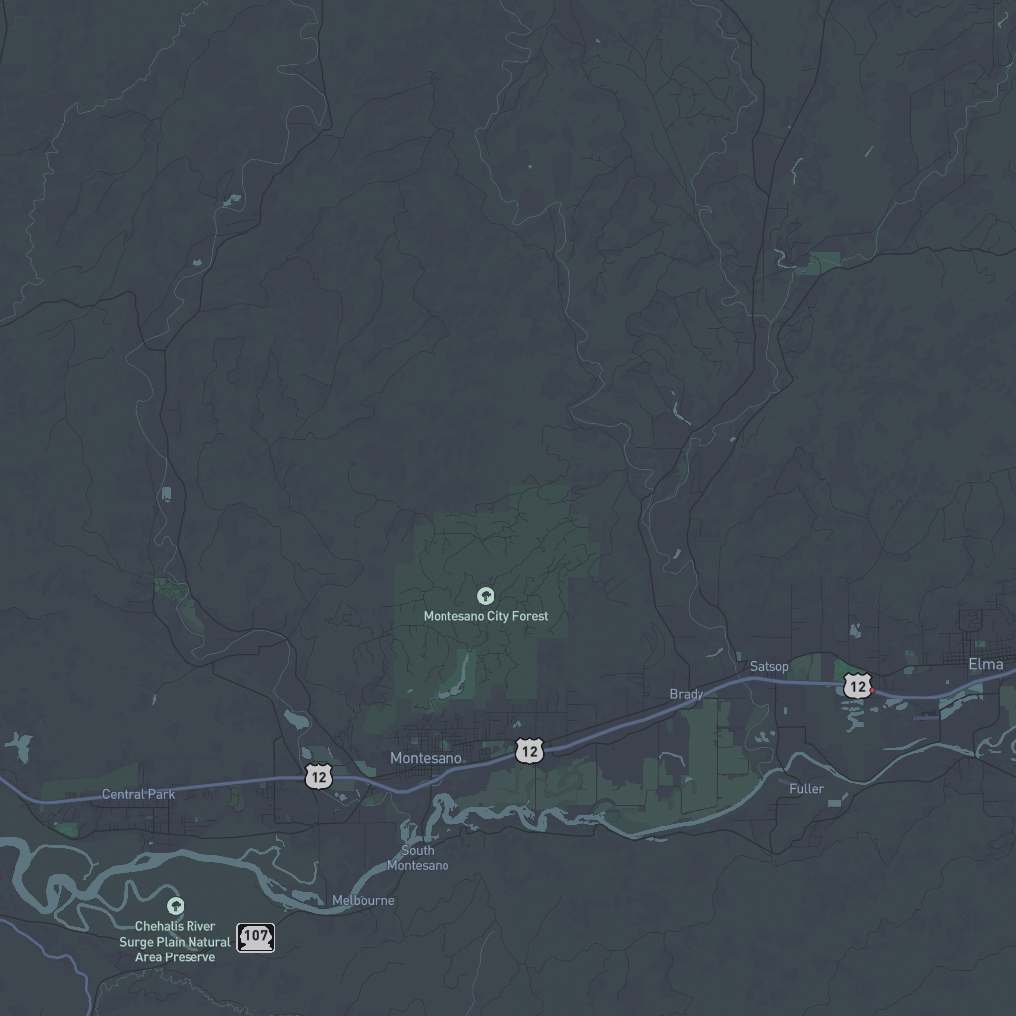 Montesano City Forest
Elma
Satsop
12
Brady
12
Montesano
12
Central Park
Fuller
South
Montesano
Melbourne
Chehalis River
Surge Plain Natural
Area Preserve
107